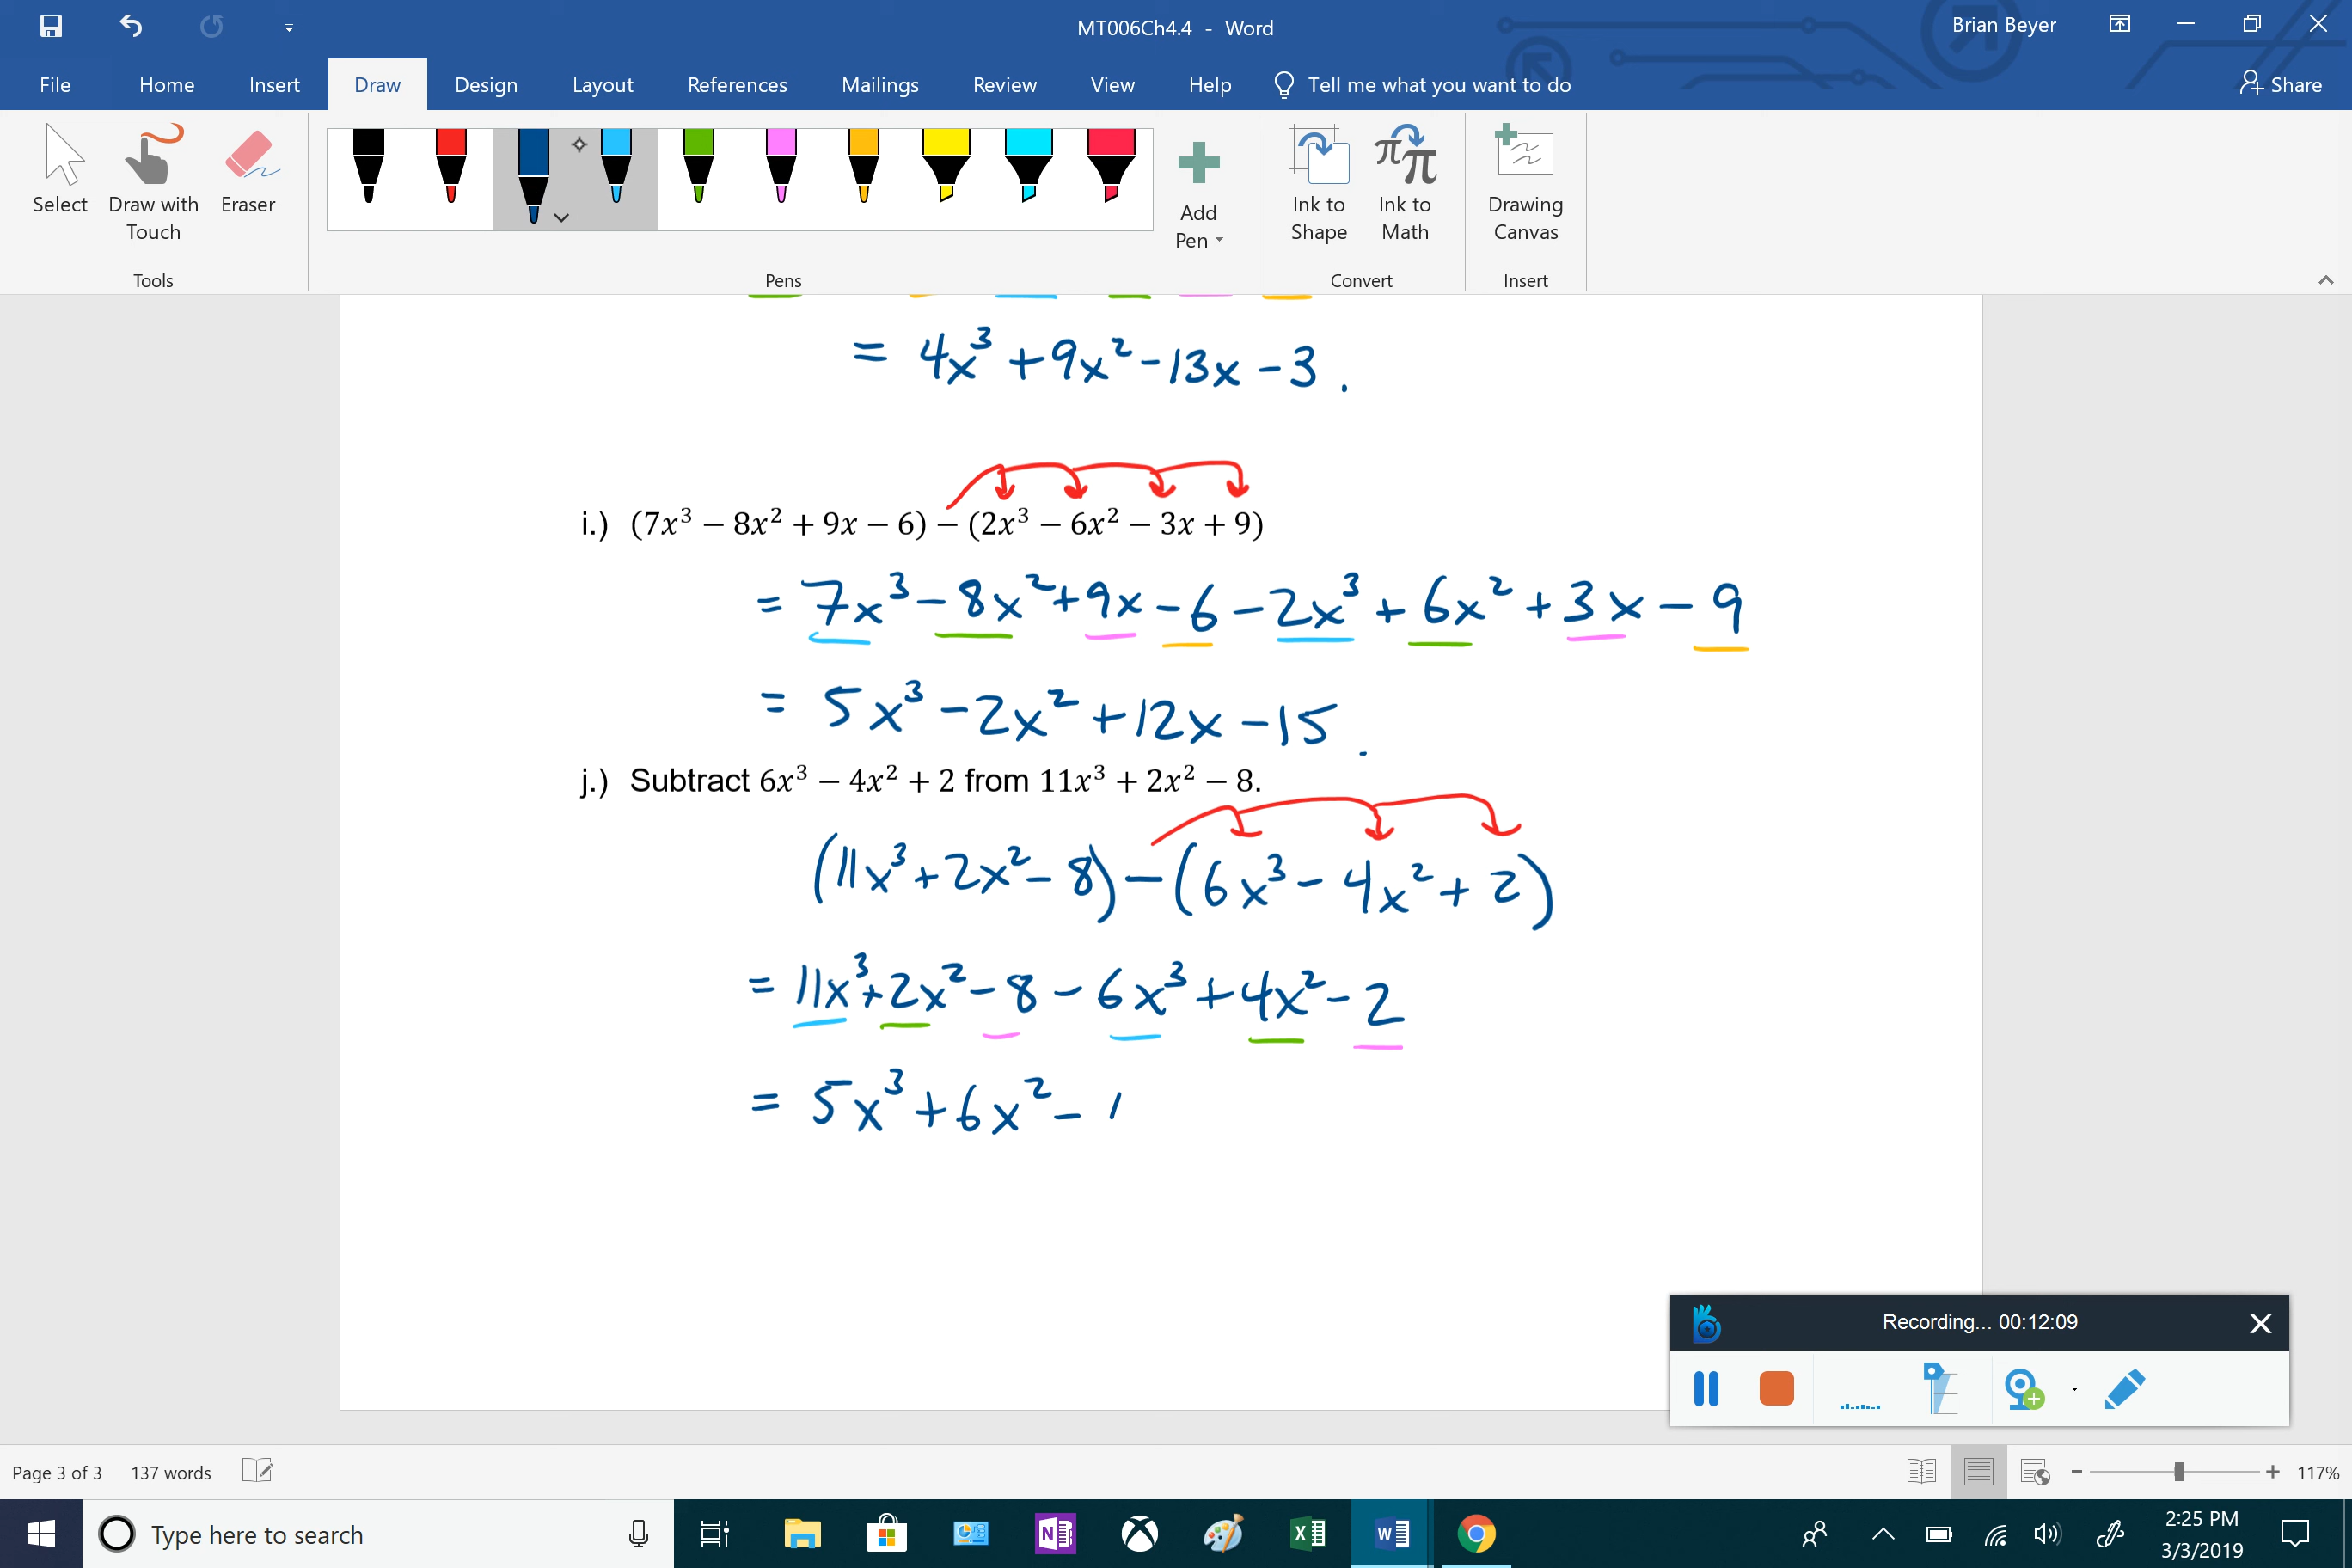 MT006Ch4.4 - Word
Brian Beyer
File Home Insert Draw Design Layout References Mailings Review View Help Tell me what you want to do Share
Select Draw with Touch Eraser Add Pen Ink to Shape Ink to Math Drawing Canvas
Tools Pens Convert Insert
= 4x³ + 9x² - 13x - 3.
i.) (7x³ − 8x² + 9x − 6) − (2x³ − 6x² − 3x + 9)
= 7x³ - 8x² + 9x - 6 - 2x³ + 6x² + 3x - 9
= 5x³ - 2x² + 12x - 15.
j.) Subtract 6x³ − 4x² + 2 from 11x³ + 2x² − 8.
(11x³ + 2x² - 8) - (6x³ - 4x² + 2)
= 11x³ + 2x² - 8 - 6x³ + 4x² - 2
= 5x³ + 6x² - 1
Recording... 00:12:09
Page 3 of 3 137 words 117%
Type here to search
2:25 PM
3/3/2019